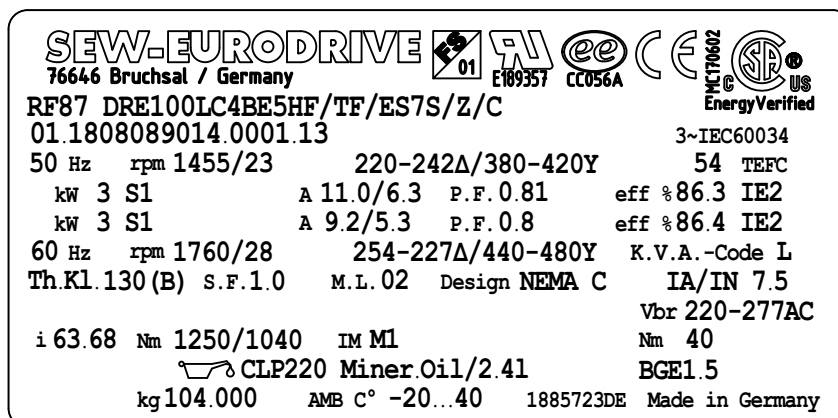 SEW-EURODRIVE FS 01 E189357 ee CC056A CE MC170602 C SA ® US
76646 Bruchsal / Germany
EnergyVerified
RF87 DRE100LC4BE5HF/TF/ES7S/Z/C
01.1808089014.0001.13 3~IEC60034
50 Hz rpm 1455/23 220-242Δ/380-420Y 54 TEFC
kW 3 S1 A 11.0/6.3 P.F. 0.81 eff % 86.3 IE2
kW 3 S1 A 9.2/5.3 P.F. 0.8 eff % 86.4 IE2
60 Hz rpm 1760/28 254-227Δ/440-480Y K.V.A.-Code L
Th.Kl.130(B) S.F.1.0 M.L.02 Design NEMA C IA/IN 7.5
Vbr 220-277AC
i 63.68 Nm 1250/1040 IM M1 Nm 40
CLP220 Miner.Oil/2.4l BGE1.5
kg 104.000 AMB C° -20...40 1885723DE Made in Germany